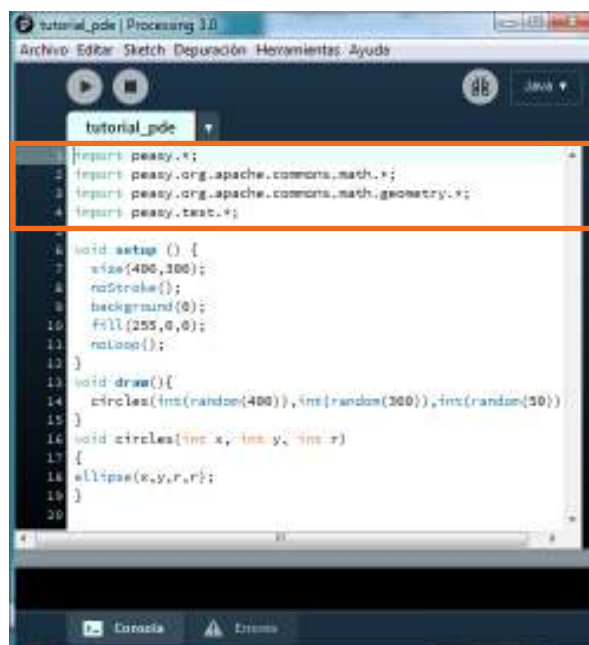 tutorial_pde | Processing 3.0
Archivo Editar Sketch Depuración Herramientas Ayuda
Java ▼
tutorial_pde ▼
1 import peasy.*;
2 import peasy.org.apache.commons.math.*;
3 import peasy.org.apache.commons.math.geometry.*;
4 import peasy.test.*;
5
6 void setup () {
7 size(400,300);
8 noStroke();
9 background(0);
10 fill(255,0,0);
11 noLoop();
12 }
13 void draw(){
14 circles(int(random(400)),int(random(300)),int(random(50))
15 }
16 void circles(int x, int y, int r)
17 {
18 ellipse(x,y,r,r);
19 }
20
Consola Errores